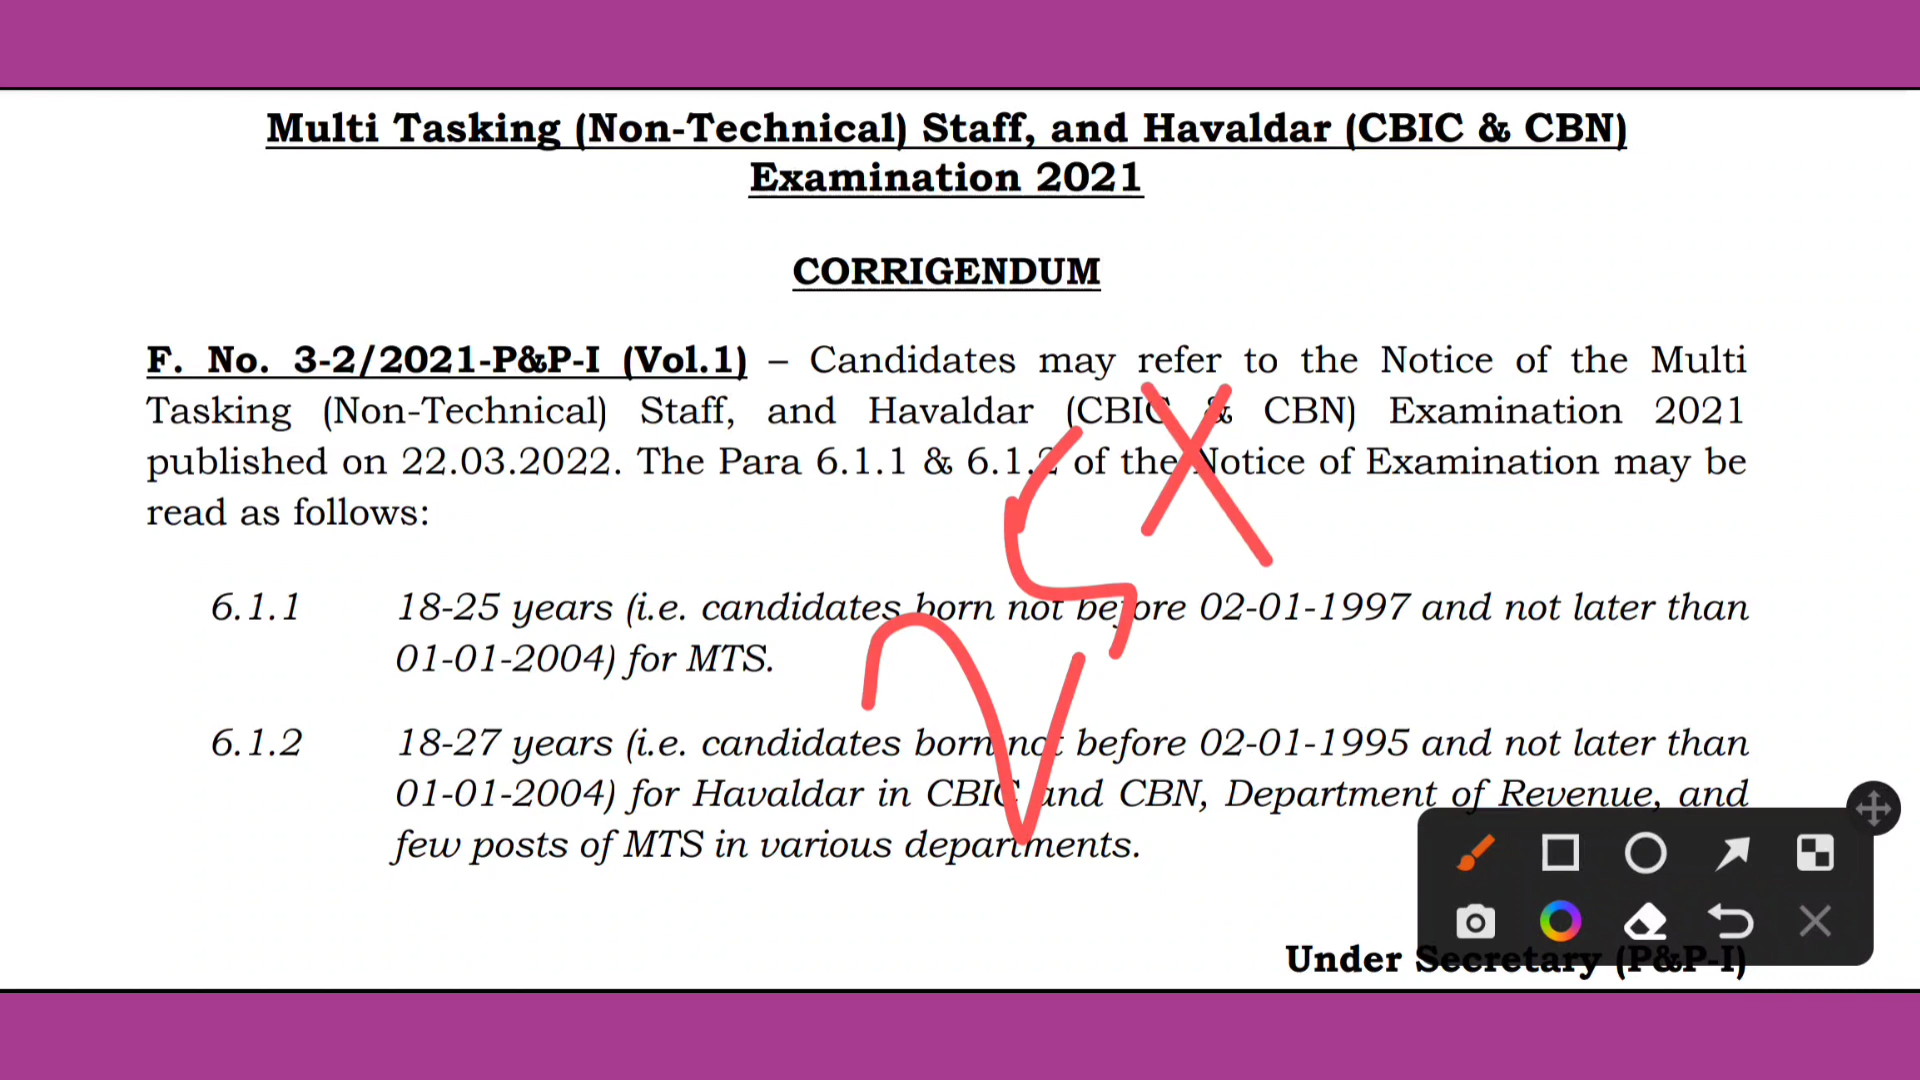 Multi Tasking (Non-Technical) Staff, and Havaldar (CBIC & CBN)
Examination 2021
CORRIGENDUM
F. No. 3-2/2021-P&P-I (Vol.1) – Candidates may refer to the Notice of the Multi
Tasking (Non-Technical) Staff, and Havaldar (CBIC & CBN) Examination 2021
published on 22.03.2022. The Para 6.1.1 & 6.1.2 of the Notice of Examination may be
read as follows:
6.1.1 18-25 years (i.e. candidates born not before 02-01-1997 and not later than
01-01-2004) for MTS.
6.1.2 18-27 years (i.e. candidates born not before 02-01-1995 and not later than
01-01-2004) for Havaldar in CBIC and CBN, Department of Revenue, and
few posts of MTS in various departments.
Under Secretary (P&P-I)